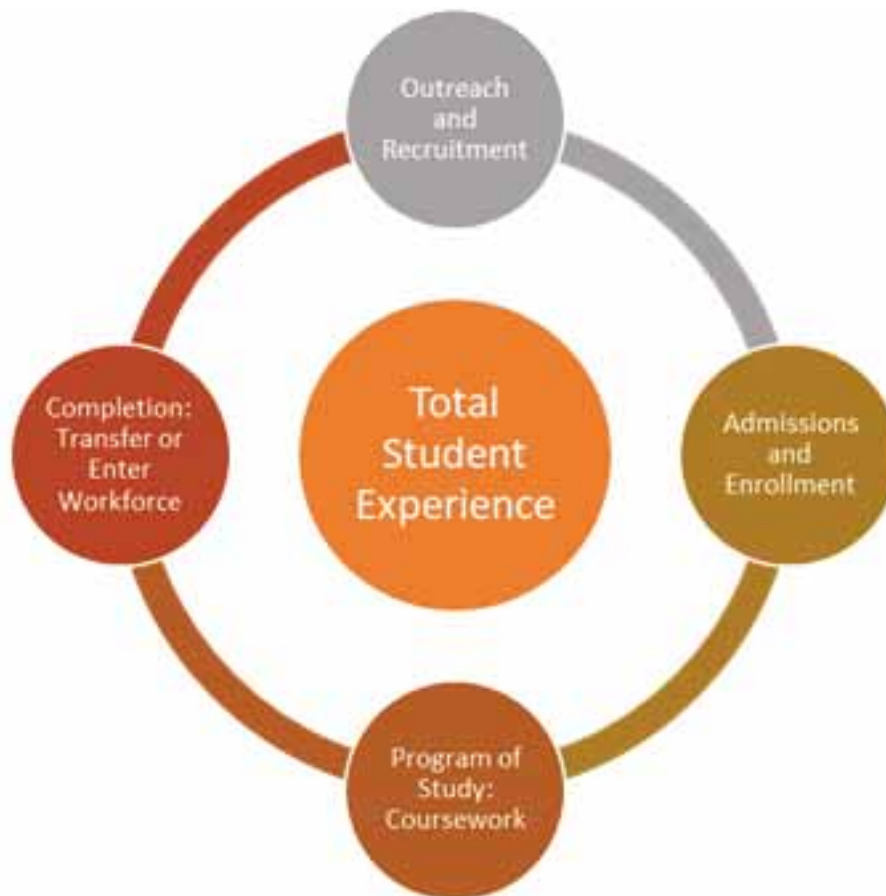 Outreach
and
Recruitment
Total
Student
Experience
Admissions
and
Enrollment
Completion:
Transfer or
Enter
Workforce
Program of
Study:
Coursework